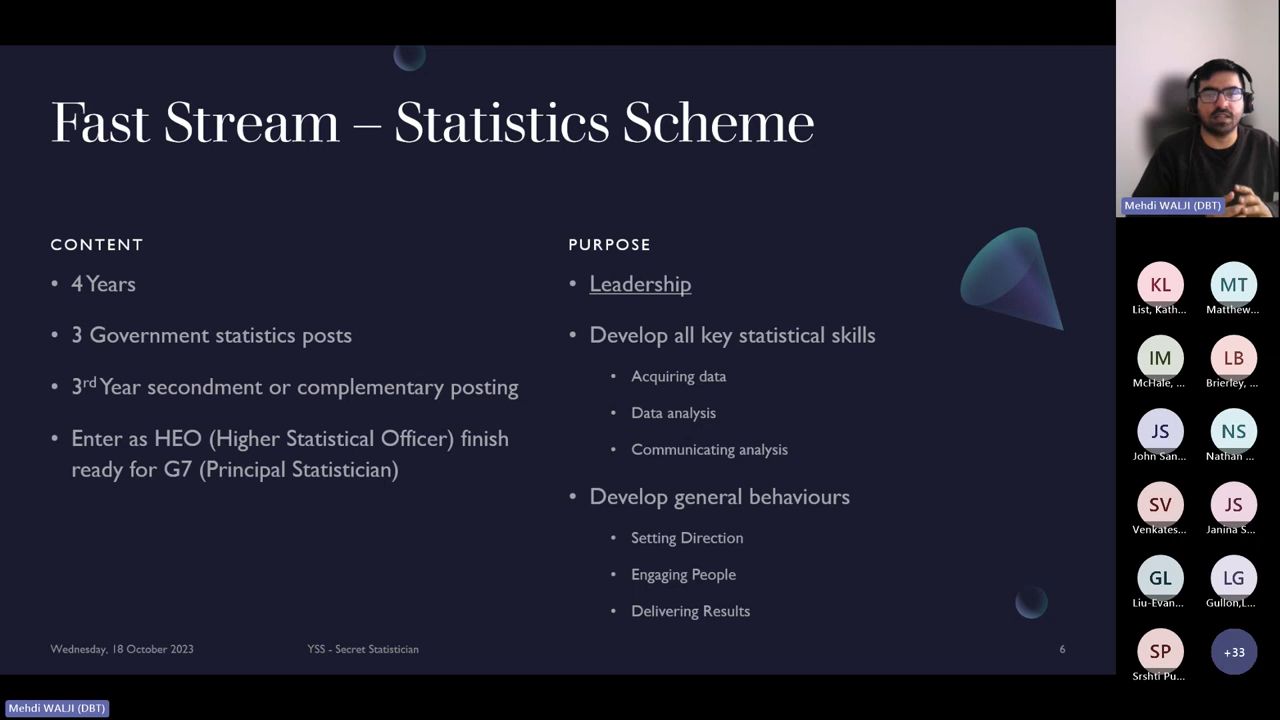 Fast Stream – Statistics Scheme
CONTENT
• 4 Years
• 3 Government statistics posts
• 3rd Year secondment or complementary posting
• Enter as HEO (Higher Statistical Officer) finish
ready for G7 (Principal Statistician)
PURPOSE
• Leadership
• Develop all key statistical skills
• Acquiring data
• Data analysis
• Communicating analysis
• Develop general behaviours
• Setting Direction
• Engaging People
• Delivering Results
Wednesday, 18 October 2023
YSS - Secret Statistician
6
Mehdi WALJI (DBT)
Mehdi WALJI (DBT)
KL
List, Kath...
MT
Matthew...
IM
McHale, ...
LB
Brierley, ...
JS
John San...
NS
Nathan ...
SV
Venkates...
JS
Janina S...
GL
Liu-Evan...
LG
Gullon,L...
SP
Srshti Pu...
+33